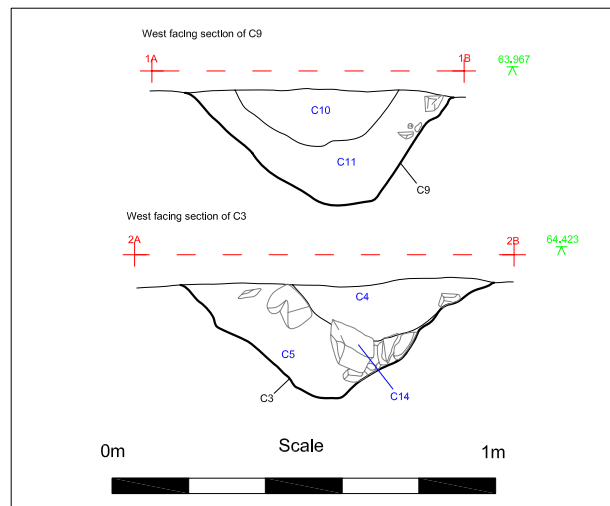 West facing section of C9
1A 1B 63.967
C10
C11
C9
West facing section of C3
2A 2B 64.423
C4
C5
C3 C14
Scale
0m 1m